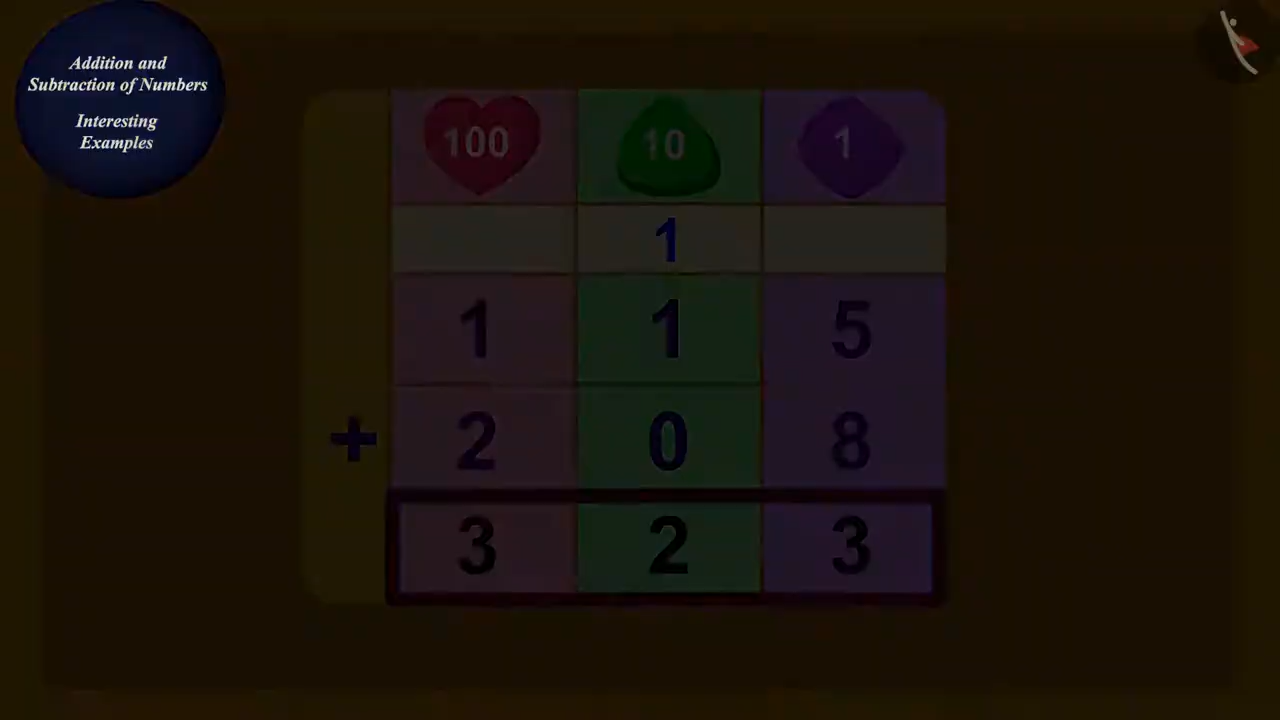 Addition and
Subtraction of Numbers
Interesting
Examples
100 10 1
1
1 1 5
+ 2 0 8
3 2 3